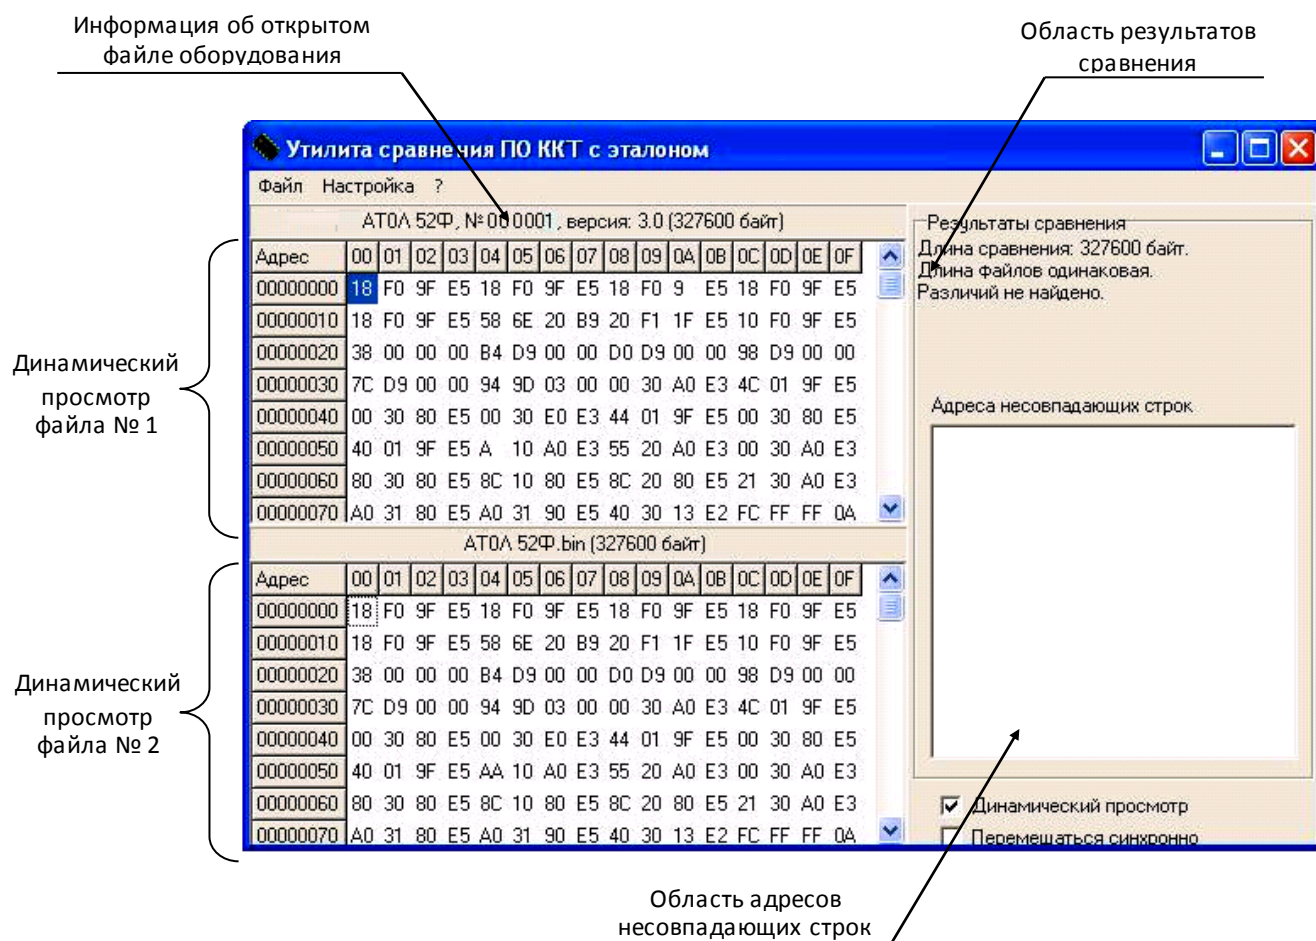 Информация об открытом
файле оборудования
Область результатов
сравнения
Утилита сравнения ПО ККТ с эталоном
Файл Настройка ?
АТОЛ 52Ф, № 00 0001, версия: 3.0 (327600 байт)
Адрес 00 01 02 03 04 05 06 07 08 09 0A 0B 0C 0D 0E 0F
00000000 18 F0 9F E5 18 F0 9F E5 18 F0 9 E5 18 F0 9F E5
00000010 18 F0 9F E5 58 6E 20 B9 20 F1 1F E5 10 F0 9F E5
00000020 38 00 00 00 B4 D9 00 00 D0 D9 00 00 98 D9 00 00
00000030 7C D9 00 00 94 9D 03 00 00 30 A0 E3 4C 01 9F E5
00000040 00 30 80 E5 00 30 E0 E3 44 01 9F E5 00 30 80 E5
00000050 40 01 9F E5 A 10 A0 E3 55 20 A0 E3 00 30 A0 E3
00000060 80 30 80 E5 8C 10 80 E5 8C 20 80 E5 21 30 A0 E3
00000070 A0 31 80 E5 A0 31 90 E5 40 30 13 E2 FC FF FF 0A
Динамический
просмотр
файла № 1
АТОЛ 52Ф.bin (327600 байт)
Адрес 00 01 02 03 04 05 06 07 08 09 0A 0B 0C 0D 0E 0F
00000000 18 F0 9F E5 18 F0 9F E5 18 F0 9F E5 18 F0 9F E5
00000010 18 F0 9F E5 58 6E 20 B9 20 F1 1F E5 10 F0 9F E5
00000020 38 00 00 00 B4 D9 00 00 D0 D9 00 00 98 D9 00 00
00000030 7C D9 00 00 94 9D 03 00 00 30 A0 E3 4C 01 9F E5
00000040 00 30 80 E5 00 30 E0 E3 44 01 9F E5 00 30 80 E5
00000050 40 01 9F E5 AA 10 A0 E3 55 20 A0 E3 00 30 A0 E3
00000060 80 30 80 E5 8C 10 80 E5 8C 20 80 E5 21 30 A0 E3
00000070 A0 31 80 E5 A0 31 90 E5 40 30 13 E2 FC FF FF 0A
Динамический
просмотр
файла № 2
Результаты сравнения
Длина сравнения: 327600 байт.
Длина файлов одинаковая.
Различий не найдено.
Адреса несовпадающих строк
Динамический просмотр
Перемещаться синхронно
Область адресов
несовпадающих строк